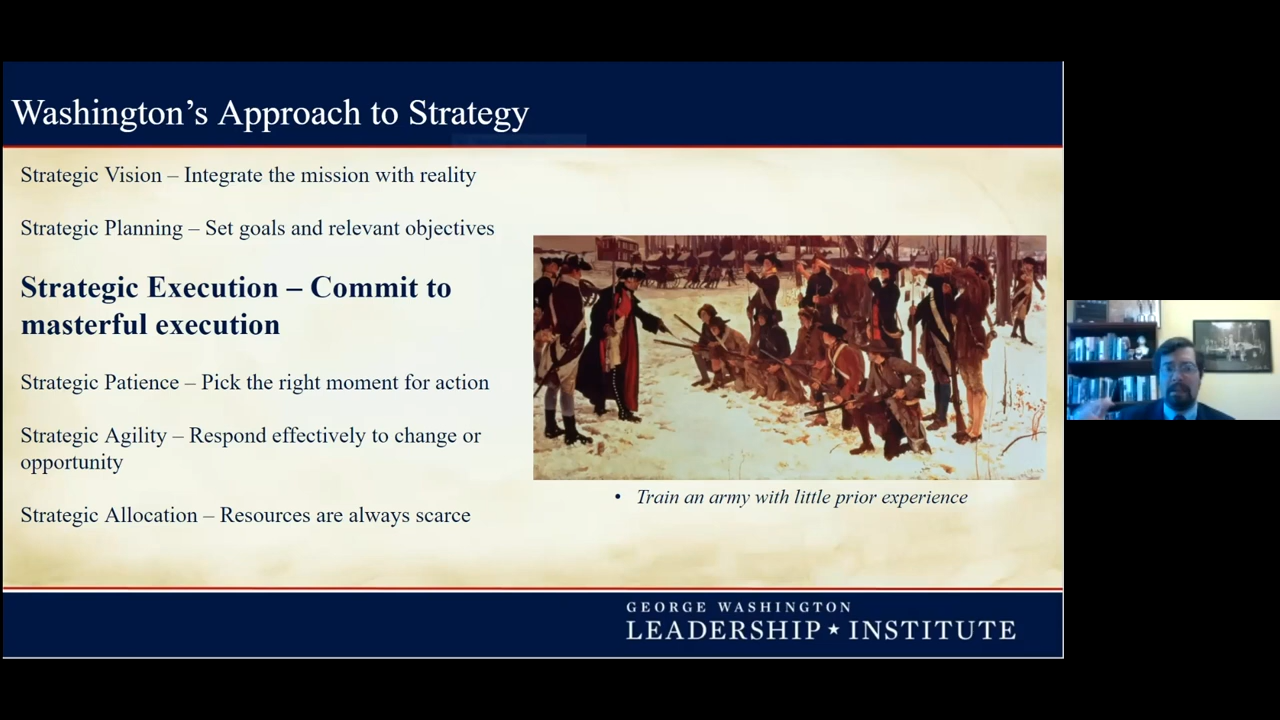 Washington’s Approach to Strategy
Strategic Vision – Integrate the mission with reality
Strategic Planning – Set goals and relevant objectives
Strategic Execution – Commit to
masterful execution
Strategic Patience – Pick the right moment for action
Strategic Agility – Respond effectively to change or
opportunity
Strategic Allocation – Resources are always scarce
• Train an army with little prior experience
GEORGE WASHINGTON
LEADERSHIP ★ INSTITUTE